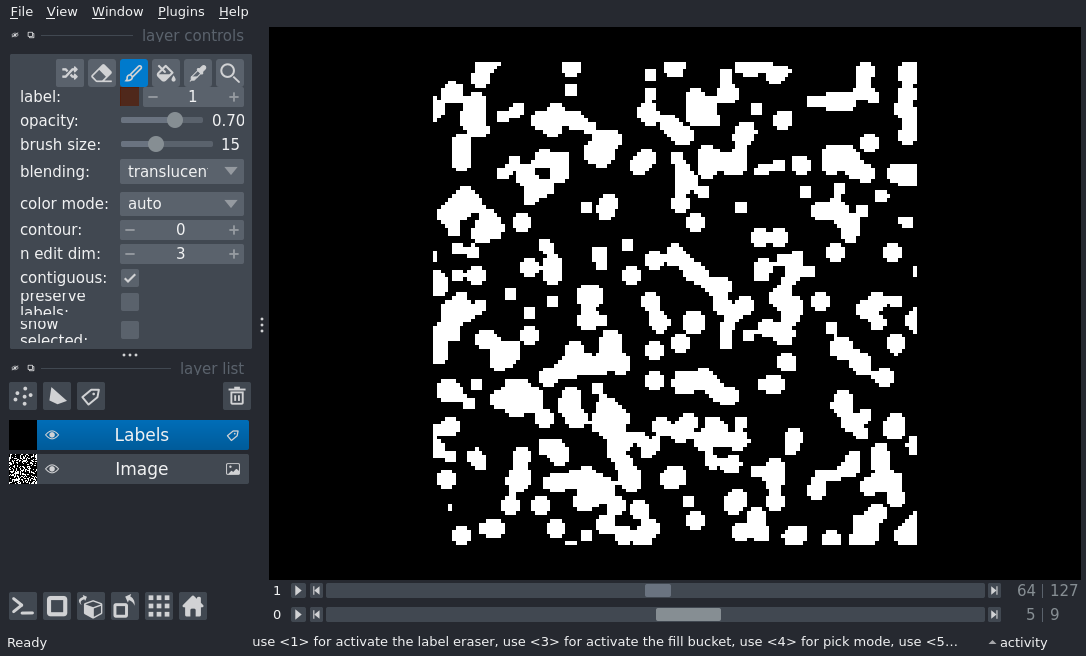 File View Window Plugins Help
layer controls
label: 1
opacity: 0.70
brush size: 15
blending: translucen
color mode: auto
contour: 0
n edit dim: 3
contiguous:
preserve
labels:
show
selected:
layer list
Labels
Image
1 64 | 127
0 5 | 9
Ready use <1> for activate the label eraser, use <3> for activate the fill bucket, use <4> for pick mode, use <5... activity